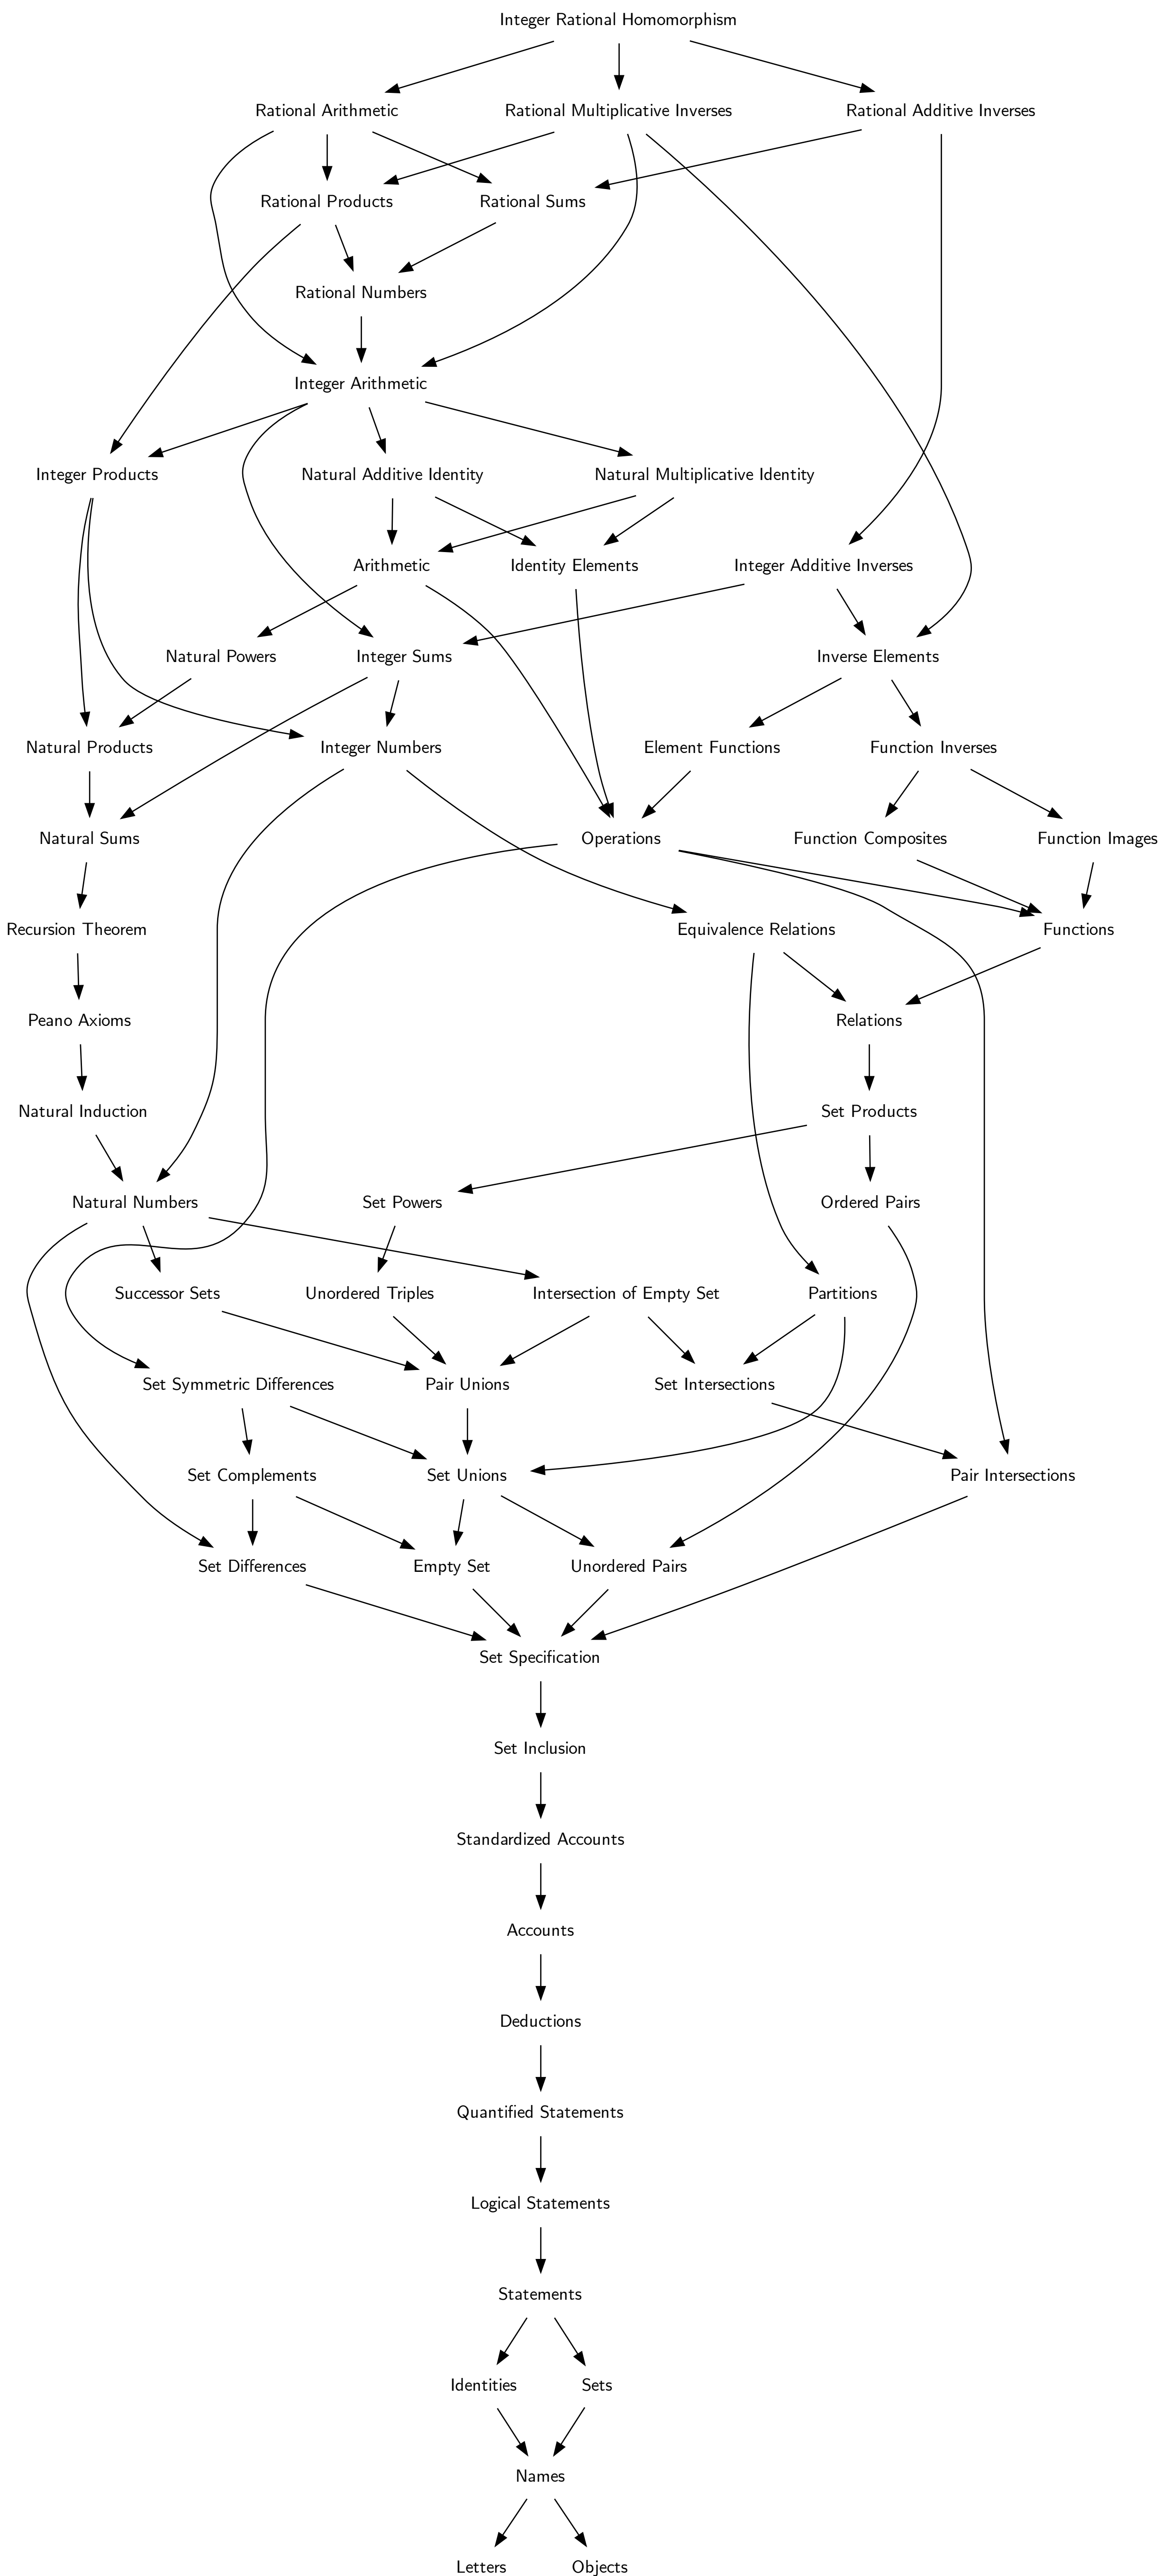 Integer Rational Homomorphism
Rational Arithmetic
Rational Multiplicative Inverses
Rational Additive Inverses
Rational Products
Rational Sums
Rational Numbers
Integer Arithmetic
Integer Products
Natural Additive Identity
Natural Multiplicative Identity
Arithmetic
Identity Elements
Integer Additive Inverses
Natural Powers
Integer Sums
Inverse Elements
Natural Products
Integer Numbers
Element Functions
Function Inverses
Natural Sums
Operations
Function Composites
Function Images
Recursion Theorem
Equivalence Relations
Functions
Peano Axioms
Relations
Natural Induction
Set Products
Natural Numbers
Set Powers
Ordered Pairs
Successor Sets
Unordered Triples
Intersection of Empty Set
Partitions
Set Symmetric Differences
Pair Unions
Set Intersections
Set Complements
Set Unions
Pair Intersections
Set Differences
Empty Set
Unordered Pairs
Set Specification
Set Inclusion
Standardized Accounts
Accounts
Deductions
Quantified Statements
Logical Statements
Statements
Identities
Sets
Names
Letters
Objects